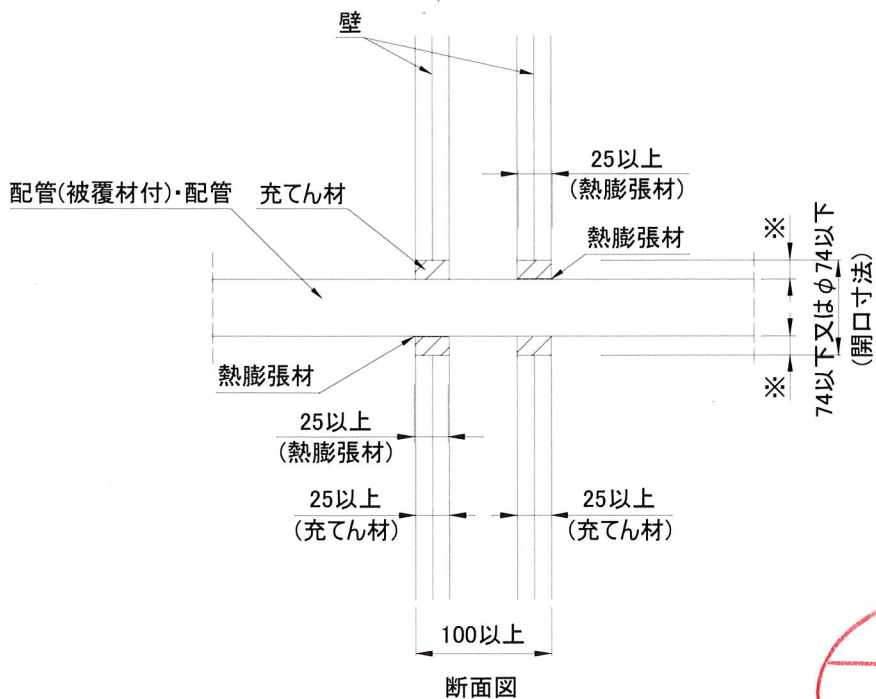 壁
25以上
(熱膨張材)
配管(被覆材付)・配管
充てん材
熱膨張材
※
74以下又はφ74以下
(開口寸法)
※
熱膨張材
25以上
(熱膨張材)
25以上
(充てん材)
25以上
(充てん材)
100以上
断面図